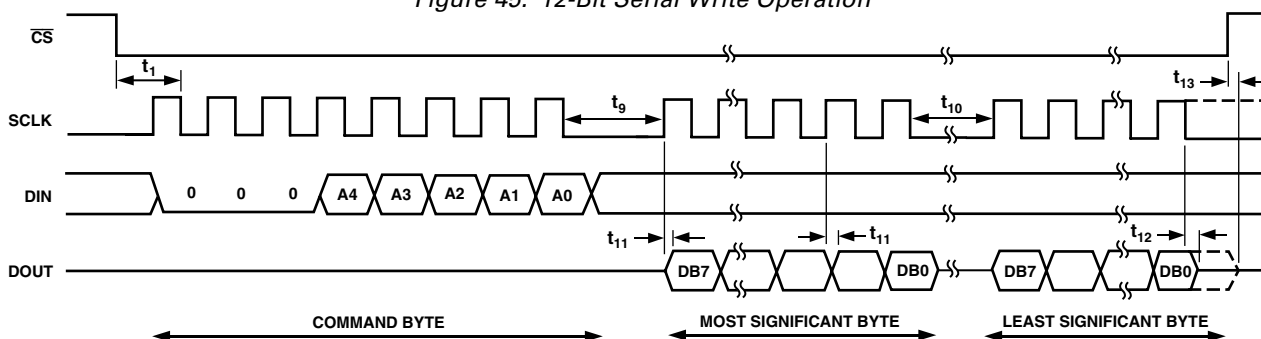 Figure 45. 12-Bit Serial Write Operation
CS
t1
t13
SCLK
t9
t10
DIN
0 0 0 A4 A3 A2 A1 A0
t11
t11
t12
DOUT
DB7 DB0 DB7 DB0
COMMAND BYTE MOST SIGNIFICANT BYTE LEAST SIGNIFICANT BYTE